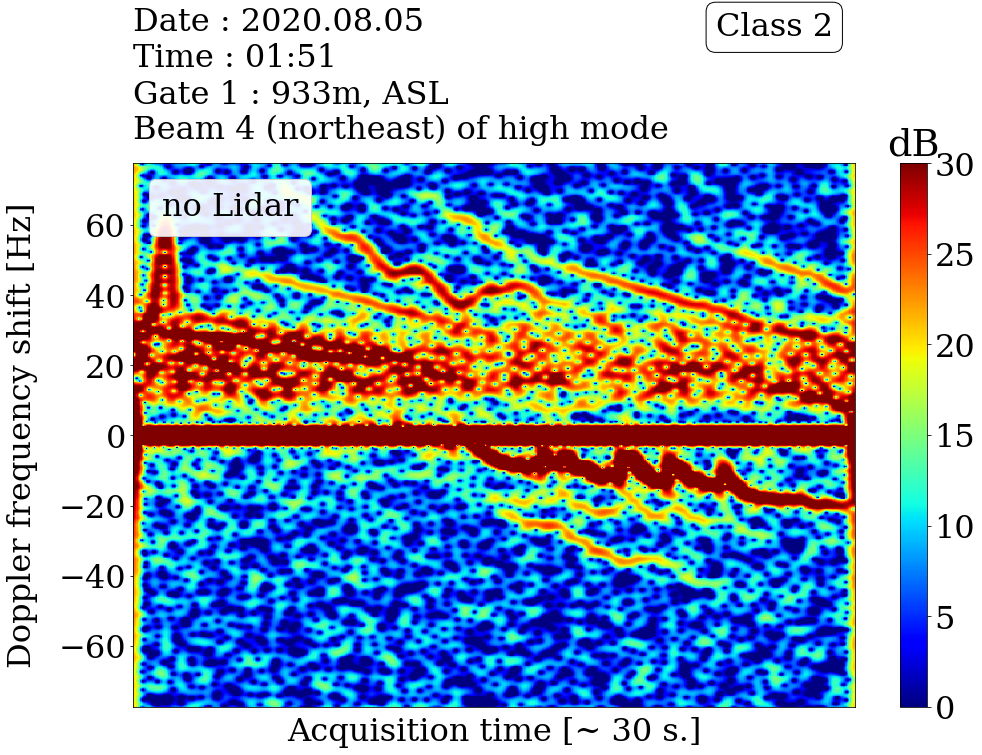 Date : 2020.08.05
Time : 01:51
Gate 1 : 933m, ASL
Beam 4 (northeast) of high mode
Class 2
dB
no Lidar
Doppler frequency shift [Hz]
60
40
20
0
−20
−40
−60
30
25
20
15
10
5
0
Acquisition time [~ 30 s.]